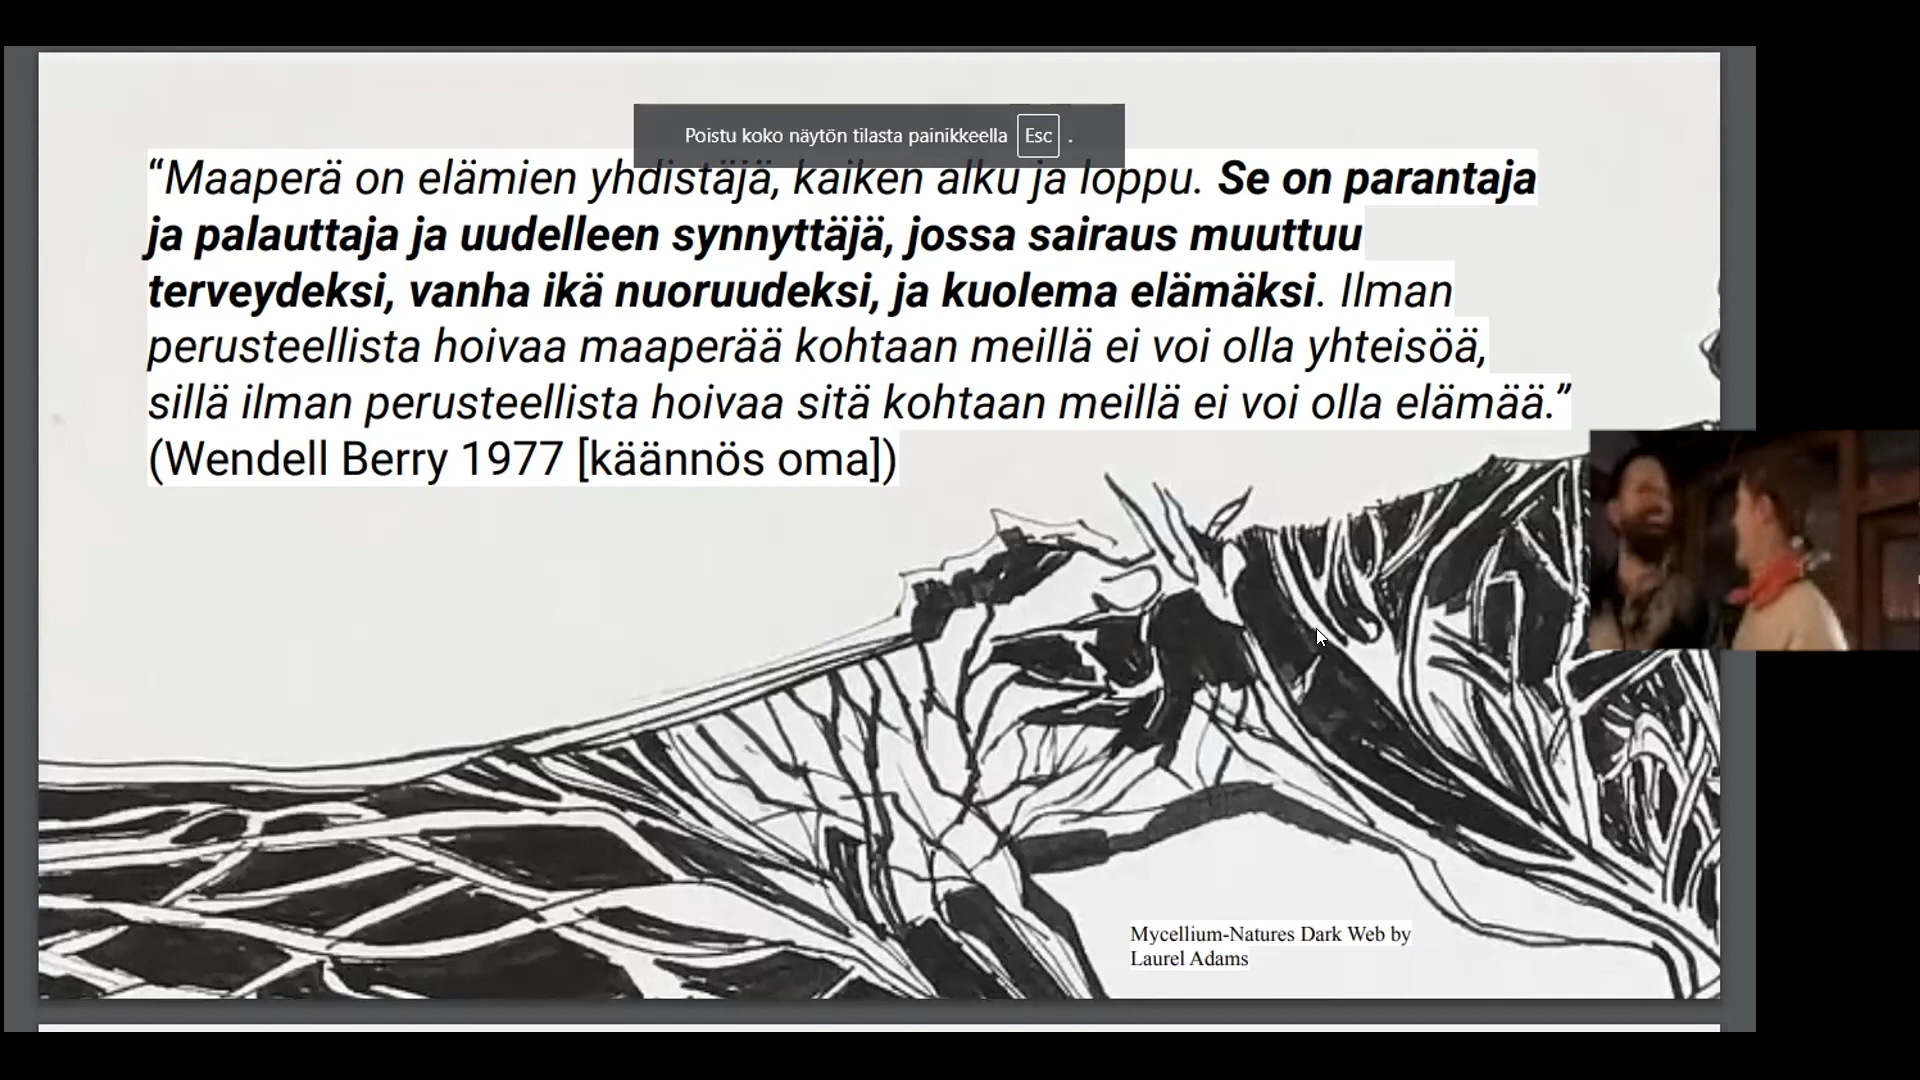 Poistu koko näytön tilasta painikkeella Esc .
“Maaperä on elämien yhdistäjä, kaiken alku ja loppu. Se on parantaja
ja palauttaja ja uudelleen synnyttäjä, jossa sairaus muuttuu
terveydeksi, vanha ikä nuoruudeksi, ja kuolema elämäksi. Ilman
perusteellista hoivaa maaperää kohtaan meillä ei voi olla yhteisöä,
sillä ilman perusteellista hoivaa sitä kohtaan meillä ei voi olla elämää.”
(Wendell Berry 1977 [käännös oma])
Mycellium-Natures Dark Web by
Laurel Adams